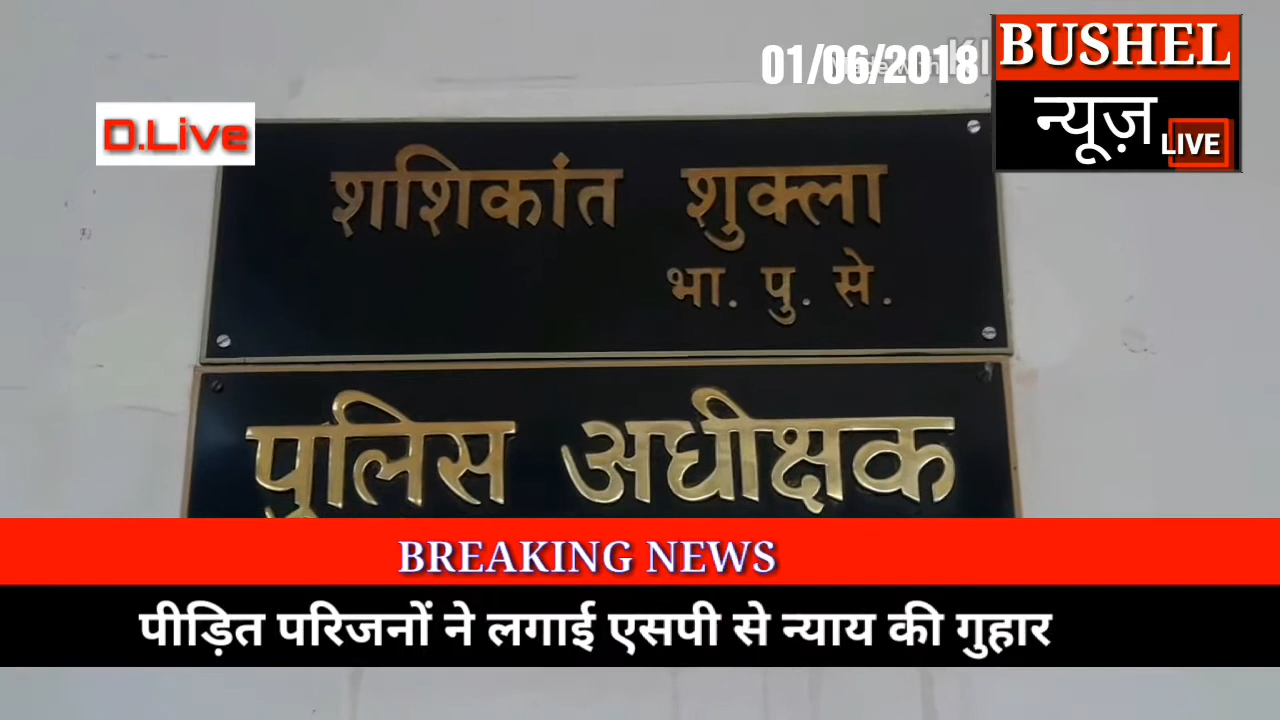 01/06/2018
BUSHEL
न्यूज़ LIVE
D.Live
शशिकांत शुक्ला
भा. पु. से.
पुलिस अधीक्षक
BREAKING NEWS
पीड़ित परिजनों ने लगाई एसपी से न्याय की गुहार